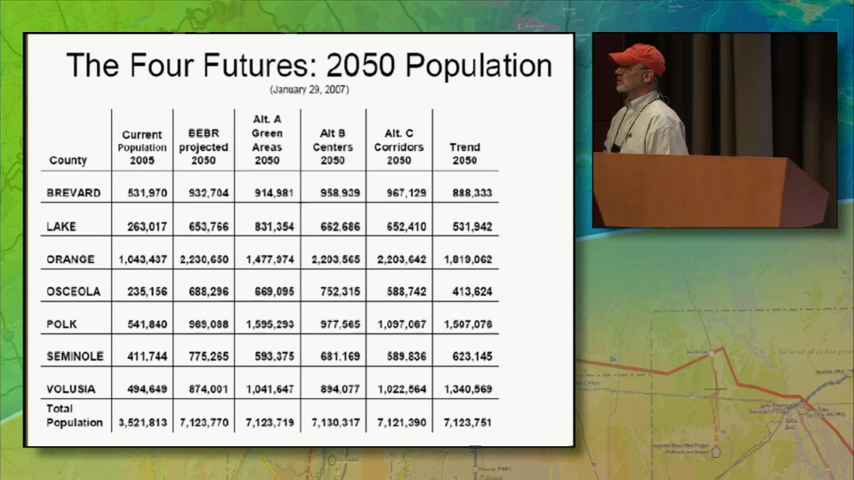 The Four Futures: 2050 Population
(January 29, 2007)
County | Current Population 2005 | BEBR projected 2050 | Alt. A Green Areas 2050 | Alt B Centers 2050 | Alt. C Corridors 2050 | Trend 2050
BREVARD 531,970 932,704 914,981 958,939 967,129 888,333
LAKE 263,017 653,766 831,354 662,686 652,410 531,942
ORANGE 1,043,437 2,230,650 1,477,974 2,203,565 2,203,642 1,819,062
OSCEOLA 235,156 688,296 669,095 752,315 588,742 413,624
POLK 541,840 969,088 1,595,293 977,565 1,097,067 1,507,076
SEMINOLE 411,744 775,265 593,375 681,169 589,836 623,145
VOLUSIA 494,649 874,001 1,041,647 894,077 1,022,564 1,340,569
Total Population 3,521,813 7,123,770 7,123,719 7,130,317 7,121,390 7,123,751